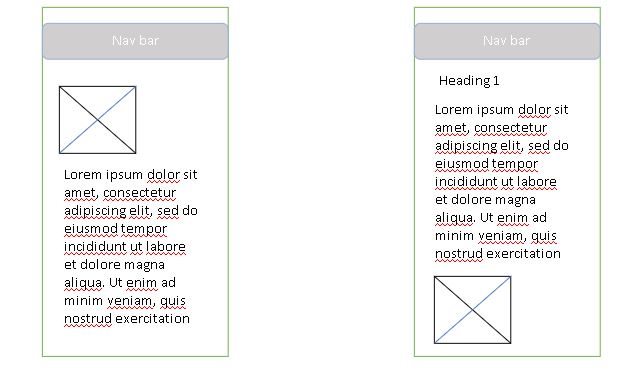 Nav bar
Lorem ipsum dolor sit
amet, consectetur
adipiscing elit, sed do
eiusmod tempor
incididunt ut labore
et dolore magna
aliqua. Ut enim ad
minim veniam, quis
nostrud exercitation
Nav bar
Heading 1
Lorem ipsum dolor sit
amet, consectetur
adipiscing elit, sed do
eiusmod tempor
incididunt ut labore
et dolore magna
aliqua. Ut enim ad
minim veniam, quis
nostrud exercitation